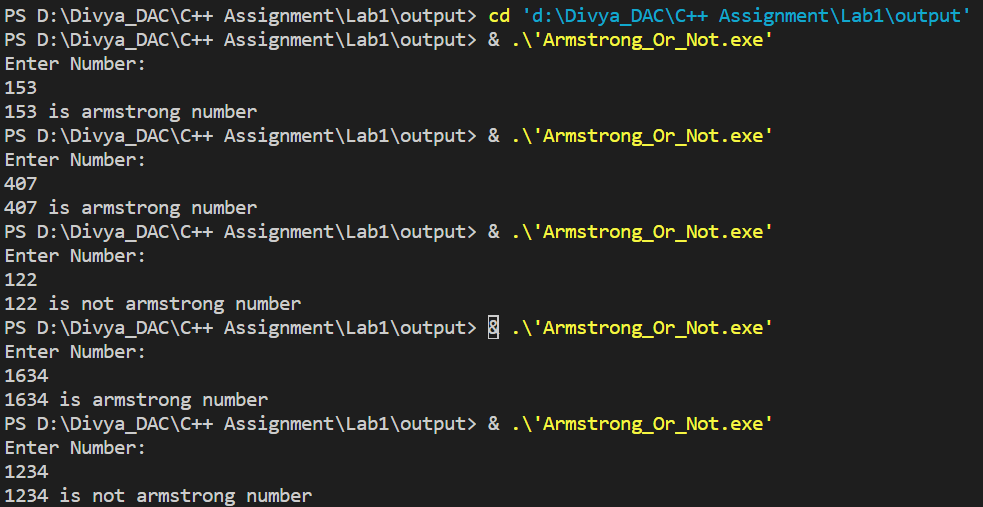 PS D:\Divya_DAC\C++ Assignment\Lab1\output> cd 'd:\Divya_DAC\C++ Assignment\Lab1\output'
PS D:\Divya_DAC\C++ Assignment\Lab1\output> & .\'Armstrong_Or_Not.exe'
Enter Number:
153
153 is armstrong number
PS D:\Divya_DAC\C++ Assignment\Lab1\output> & .\'Armstrong_Or_Not.exe'
Enter Number:
407
407 is armstrong number
PS D:\Divya_DAC\C++ Assignment\Lab1\output> & .\'Armstrong_Or_Not.exe'
Enter Number:
122
122 is not armstrong number
PS D:\Divya_DAC\C++ Assignment\Lab1\output> & .\'Armstrong_Or_Not.exe'
Enter Number:
1634
1634 is armstrong number
PS D:\Divya_DAC\C++ Assignment\Lab1\output> & .\'Armstrong_Or_Not.exe'
Enter Number:
1234
1234 is not armstrong number